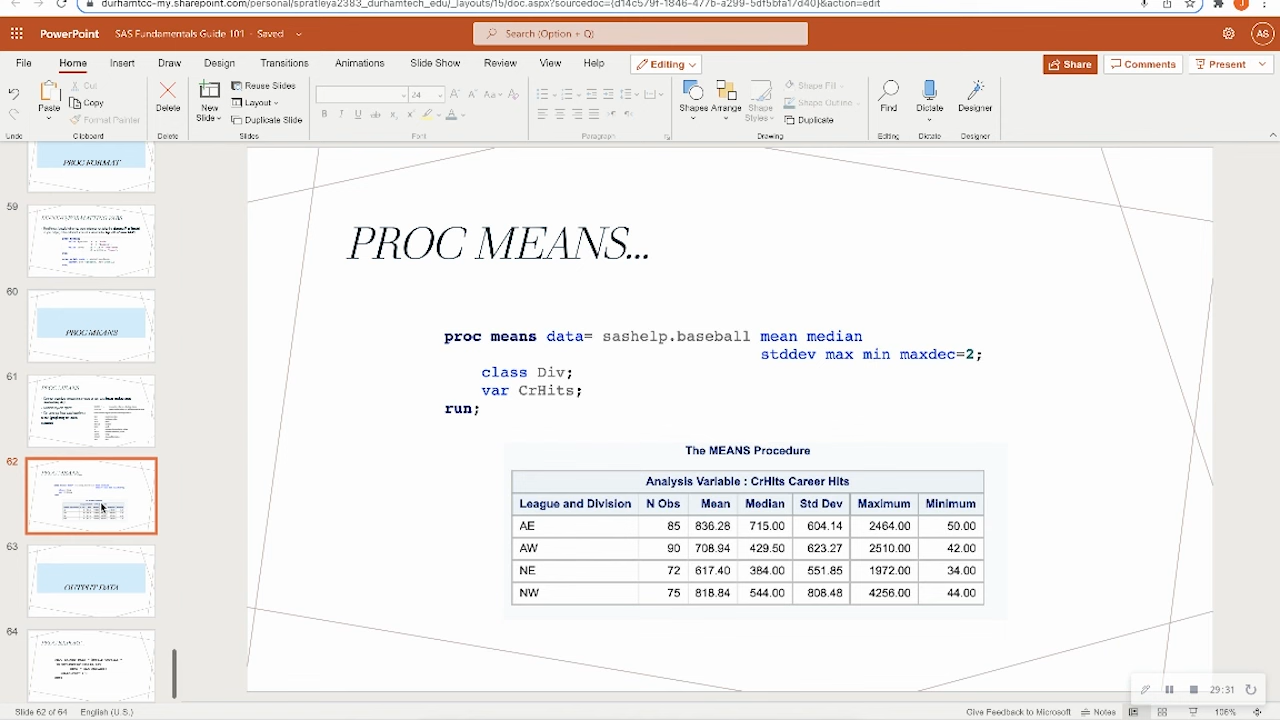 durhamtcc-my.sharepoint.com/personal/spratleya2383_durhamtech_edu/_layouts/15/doc.aspx?sourcedoc={d14c579f-1846-477b-a299-5df5bfa17d40}&action=edit
PowerPoint SAS Fundamentals Guide 101 - Saved Search (Option + Q) AS
File Home Insert Draw Design Transitions Animations Slide Show Review View Help Editing Share Comments Present
Paste Cut Copy Format Painter Delete New Slide Reuse Slides Layout Duplicate Slide 24 Shapes Arrange Shape Styles Shape Fill Shape Outline Duplicate Find Dictate Designer
Undo Clipboard Delete Slides Font Paragraph Drawing Editing Dictate Designer
PROC FORMAT
59
60
PROC MEANS
61
PROC MEANS
62
PROC MEANS...
63
OUTPUT DATA
64
PROC EXPORT
PROC MEANS...
proc means data= sashelp.baseball mean median
stddev max min maxdec=2;
class Div;
var CrHits;
run;
The MEANS Procedure
Analysis Variable : CrHits Career Hits
League and Division N Obs Mean Median Std Dev Maximum Minimum
AE 85 836.28 715.00 604.14 2464.00 50.00
AW 90 708.94 429.50 623.27 2510.00 42.00
NE 72 617.40 384.00 551.85 1972.00 34.00
NW 75 818.84 544.00 808.48 4256.00 44.00
29:31
Slide 62 of 64 English (U.S.) Give Feedback to Microsoft Notes 106%